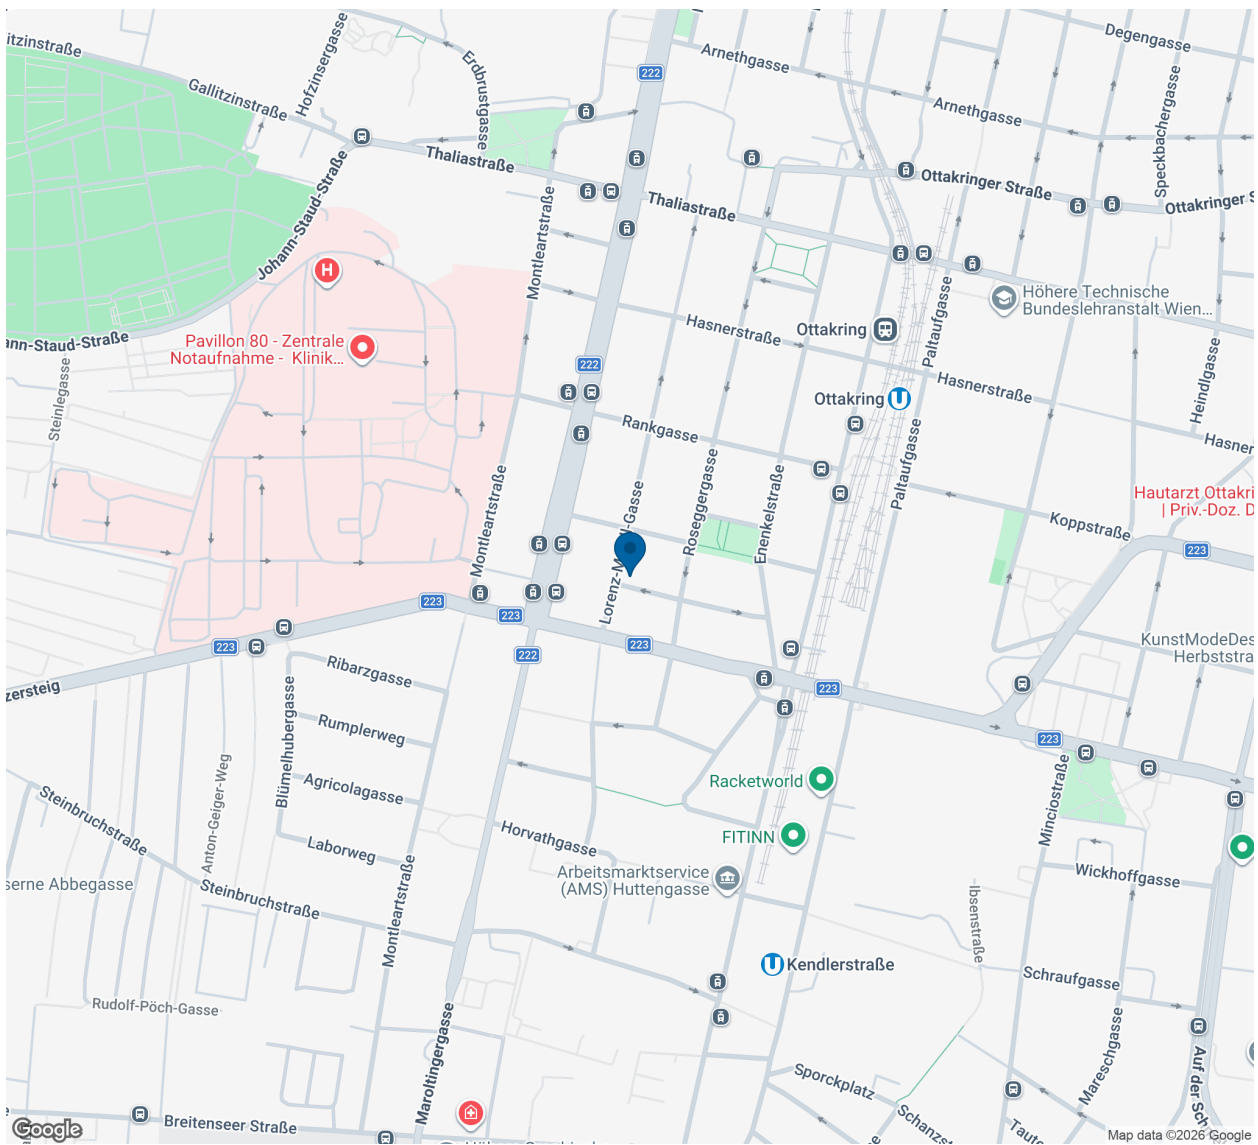 itzinstraße
Gallitzinstraße
Hofzinsergasse
Erdbrustgasse
222
Arnethgasse
Degengasse
Arnethgasse
Speckbachergasse
Thaliastraße
Johann-Staud-Straße
Montleartstraße
Thaliastraße
Ottakringer Straße
Ottakringer S
H
Pavillon 80 - Zentrale
Notaufnahme - Klinik...
ann-Staud-Straße
Steinlegasse
222
Hasnerstraße
Ottakring
Paltaufgasse
Höhere Technische
Bundeslehranstalt Wien...
Hasnerstraße
Heindlgasse
Ottakring
U
Rankgasse
Hasner
Paltaufgasse
Montleartstraße
Roseggergasse
Enenkelstraße
Hautarzt Ottakri
| Priv.-Doz. D
Koppstraße
223
Lorenz-M
l-Gasse
223
223
223
223
222
223
KunstModeDes
Herbststra
zersteig
Ribarzgasse
Rumplerweg
Blümelhubergasse
Agricolagasse
Anton-Geiger-Weg
Steinbruchstraße
Laborweg
Racketworld
FITINN
Minciostraße
223
Horvathgasse
Arbeitsmarktservice
(AMS) Huttengasse
Wickhoffgasse
serne Abbegasse
Steinbruchstraße
Montleartstraße
Ibsenstraße
U
Kendlerstraße
Schraufgasse
Rudolf-Pöch-Gasse
Maroltingergasse
Mareschgasse
Auf der Sch
Sporckplatz
Schanzst
Tauto
Breitenseer Straße
Google
Map data ©2026 Google